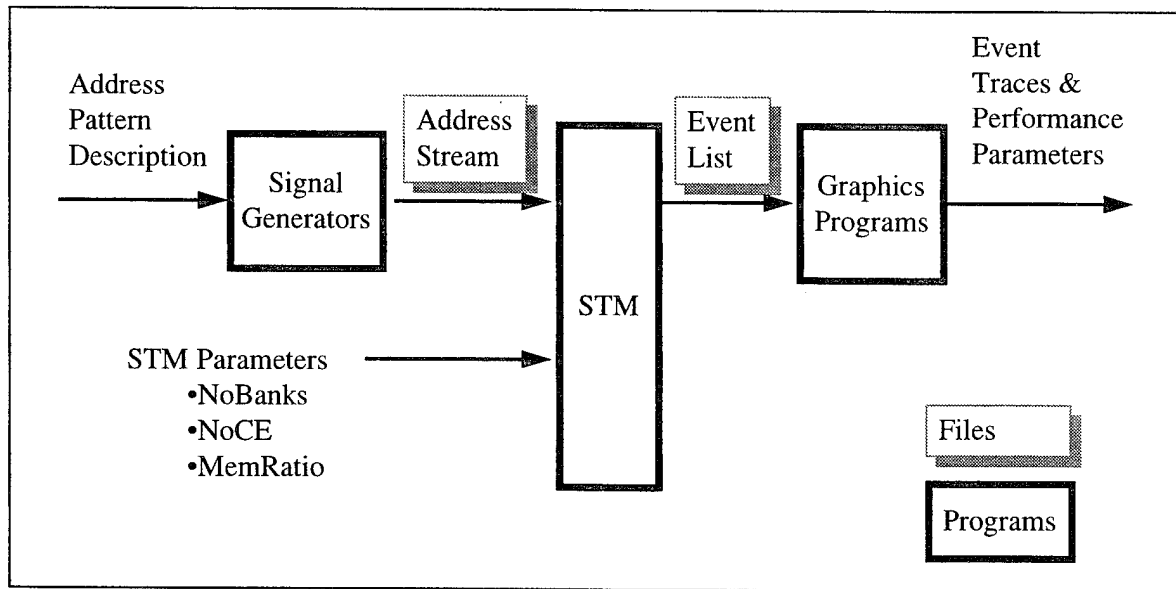 Address
Pattern
Description
Signal
Generators
Address
Stream
STM
Event
List
Graphics
Programs
Event
Traces &
Performance
Parameters
STM Parameters
•NoBanks
•NoCE
•MemRatio
Files
Programs